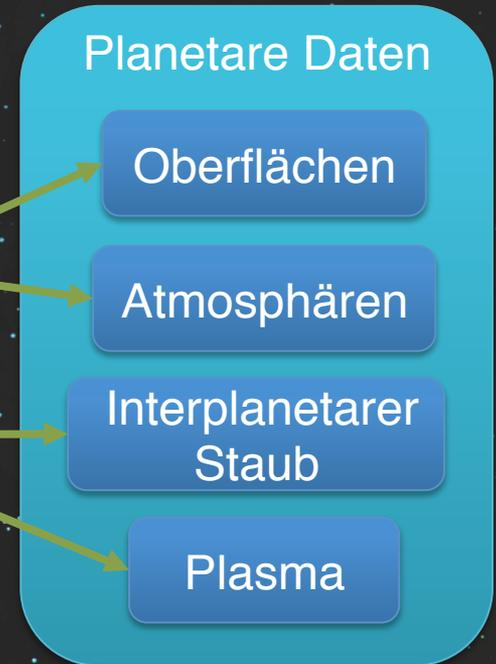 Planetare Daten
Oberflächen
Atmosphären
Interplanetarer
Staub
Plasma